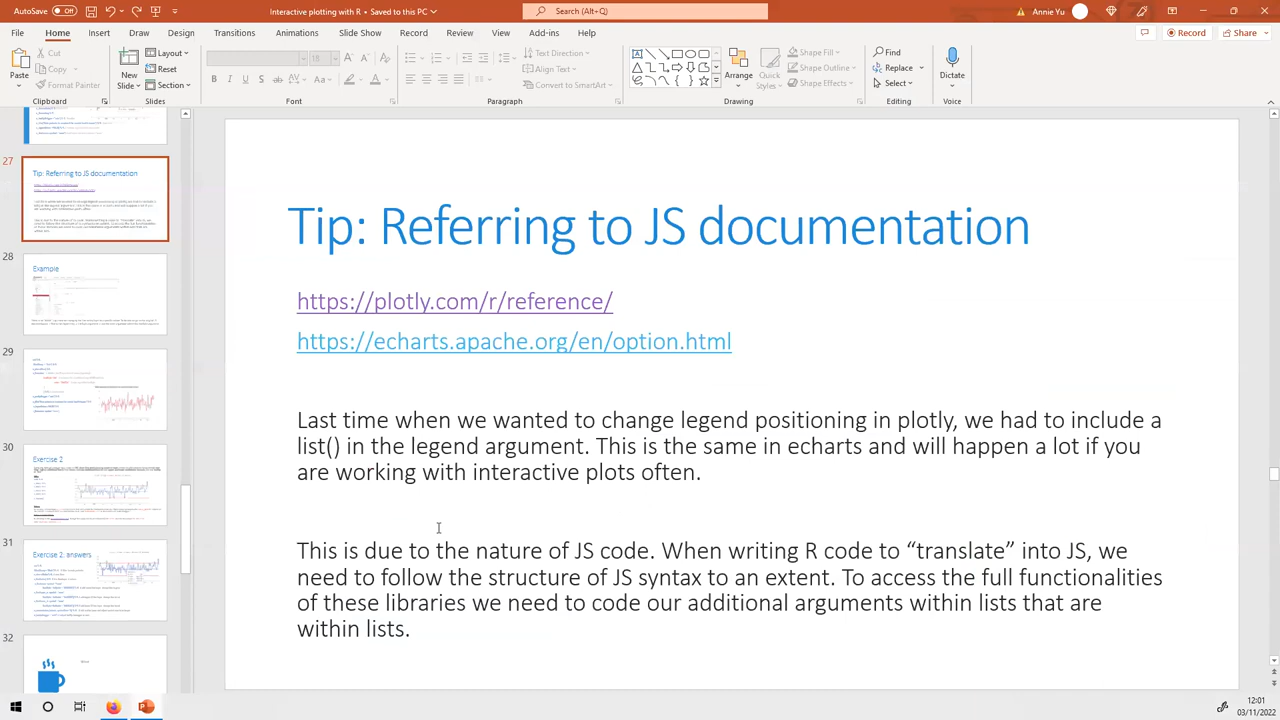 AutoSave Off Interactive plotting with R • Saved to this PC Search (Alt+Q) Annie Yu
File Home Insert Draw Design Transitions Animations Slide Show Record Review View Add-ins Help Record Share
Paste Cut Copy Format Painter Clipboard
New Slide Layout Reset Section Slides
18 Font
Text Direction Align Text Convert to SmartArt Paragraph
Arrange Quick Styles Shape Fill Shape Outline Shape Effects Drawing
Find Replace Select Editing
Dictate Voice
27
Tip: Referring to JS documentation
28
Example
29
30
Exercise 2
31
Exercise 2: answers
32
Tip: Referring to JS documentation
https://plotly.com/r/reference/
https://echarts.apache.org/en/option.html
Last time when we wanted to change legend positioning in plotly, we had to include a
list() in the legend argument. This is the same in echarts and will happen a lot if you
are working with interactive plots often.
This is due to the nature of JS code. When writing R code to “translate” into JS, we
need to follow the structure of JS syntax to an extent. To access the full functionalities
of these libraries we need to code our additional arguments within lists that are
within lists.
12:01
03/11/2022